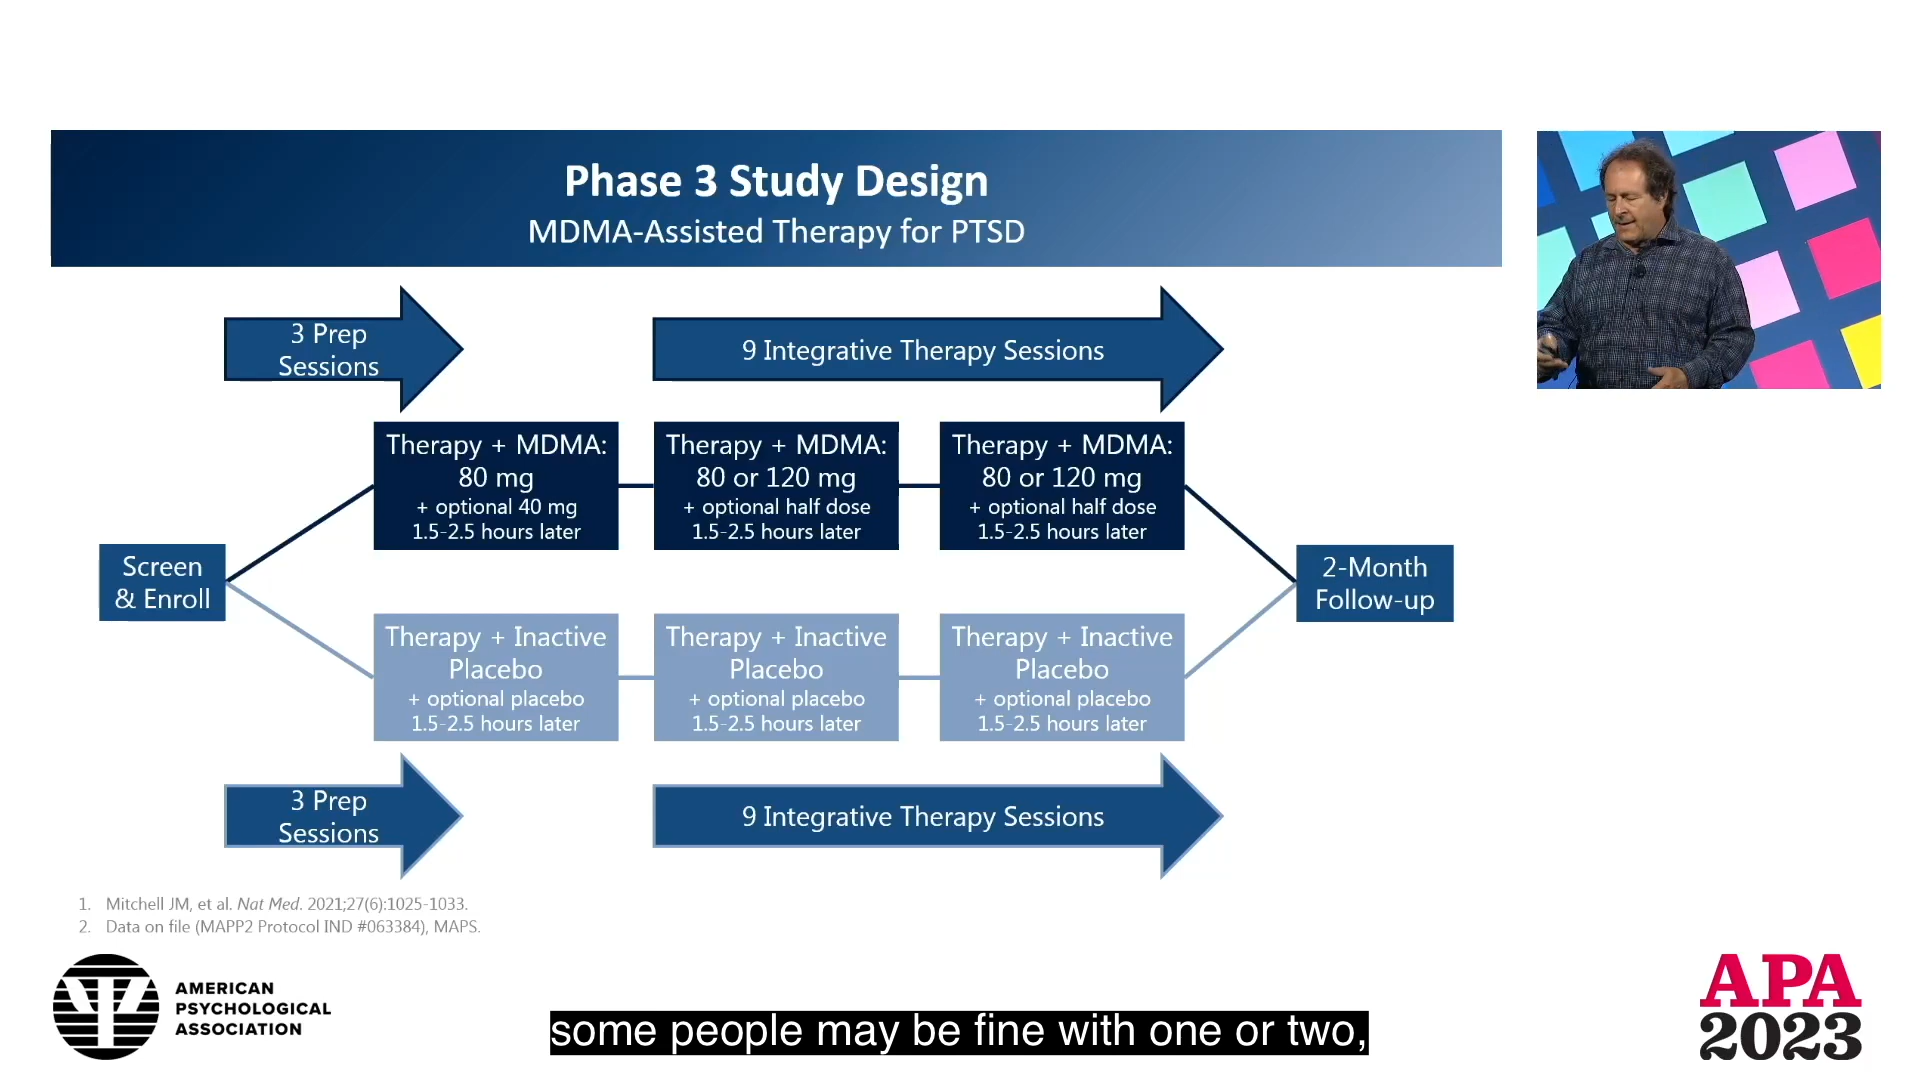 Phase 3 Study Design
MDMA-Assisted Therapy for PTSD
3 Prep
Sessions
9 Integrative Therapy Sessions
Therapy + MDMA:
80 mg
+ optional 40 mg
1.5-2.5 hours later
Therapy + MDMA:
80 or 120 mg
+ optional half dose
1.5-2.5 hours later
Therapy + MDMA:
80 or 120 mg
+ optional half dose
1.5-2.5 hours later
Screen
& Enroll
2-Month
Follow-up
Therapy + Inactive
Placebo
+ optional placebo
1.5-2.5 hours later
Therapy + Inactive
Placebo
+ optional placebo
1.5-2.5 hours later
Therapy + Inactive
Placebo
+ optional placebo
1.5-2.5 hours later
3 Prep
Sessions
9 Integrative Therapy Sessions
1. Mitchell JM, et al. Nat Med. 2021;27(6):1025-1033.
2. Data on file (MAPP2 Protocol IND #063384), MAPS.
AMERICAN
PSYCHOLOGICAL
ASSOCIATION
some people may be fine with one or two,
APA
2023